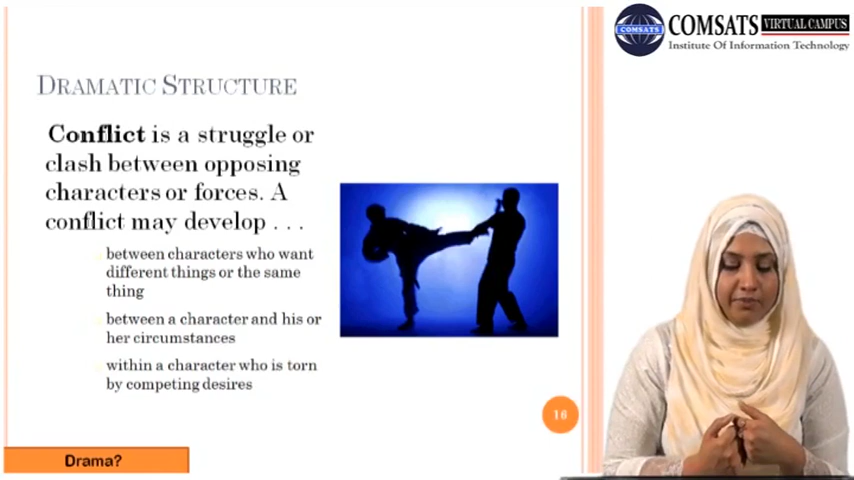 COMSATS VIRTUAL CAMPUS
COMSATS
Institute Of Information Technology
DRAMATIC STRUCTURE
Conflict is a struggle or
clash between opposing
characters or forces. A
conflict may develop . . .
between characters who want
different things or the same
thing
between a character and his or
her circumstances
within a character who is torn
by competing desires
16
Drama?